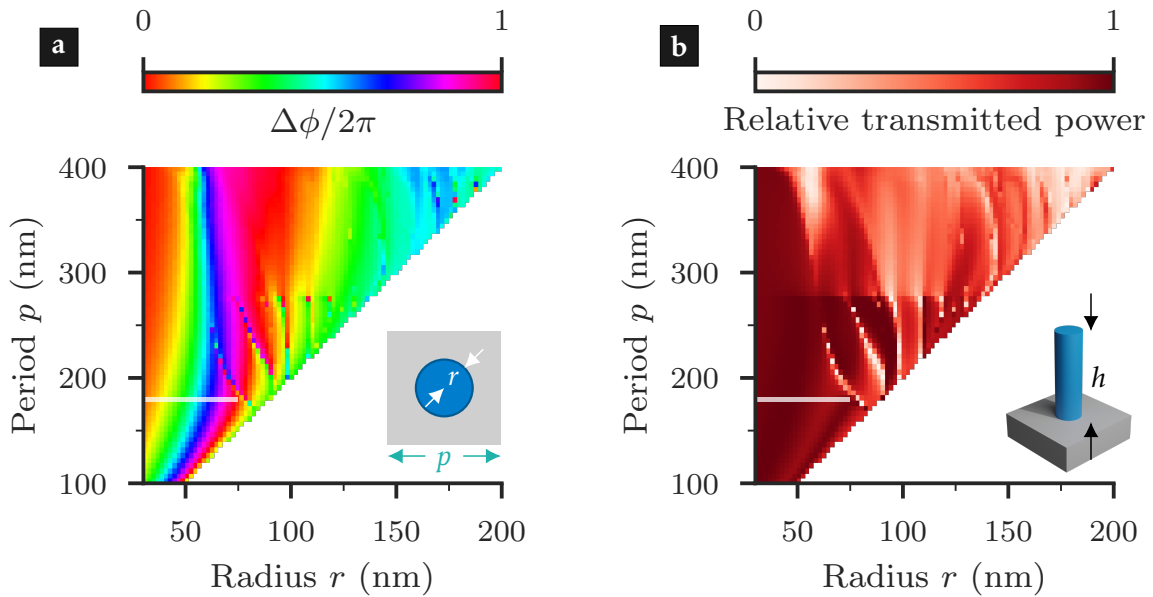 a
0 1
Δϕ/2π
400
300
200
100
Period p (nm)
50 100 150 200
Radius r (nm)
r
p
b
0 1
Relative transmitted power
400
300
200
100
Period p (nm)
50 100 150 200
Radius r (nm)
h